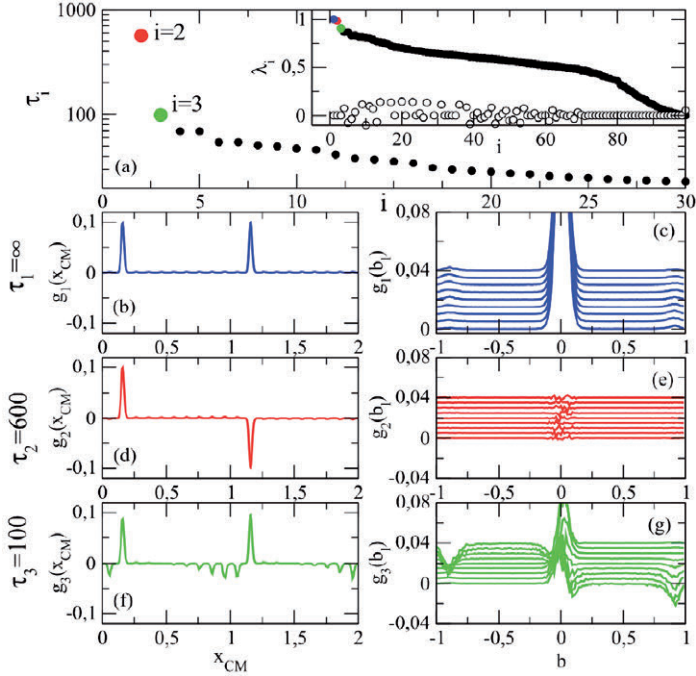 1000
100
τi
i=2
i=3
(a)
0 5 10 15 i 20 25 30
1
0,5
0
λi
0 20 40 60 80
i
τ1=∞
0,1
0
-0,1
g1(xCM)
(b)
0 0,5 1 1,5 2
0,08
0,04
0
g1(bl)
(c)
-1 -0,5 0 0,5 1
τ2=600
0,1
0
-0,1
g2(xCM)
(d)
0 0,5 1 1,5 2
0,08
0,04
0
-0,04
g2(bl)
(e)
-1 -0,5 0 0,5 1
τ3=100
0,1
0
-0,1
g3(xCM)
(f)
0 0,5 1 1,5 2
xCM
0,08
0,04
0
-0,04
g3(bl)
(g)
-1 -0,5 0 0,5 1
b